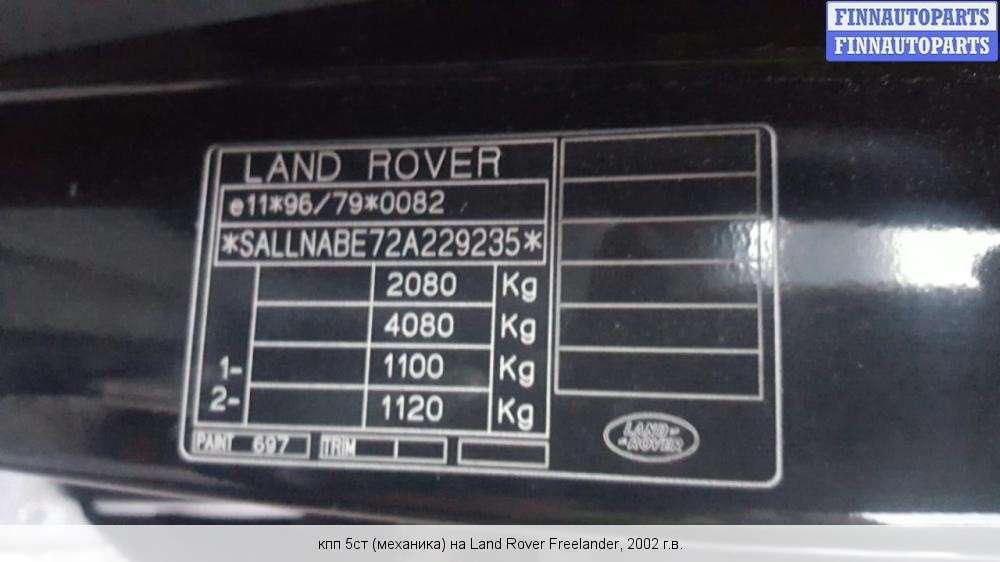 FINNAUTOPARTS
FINNAUTOPARTS
LAND ROVER
e11*96/79*0082
*SALLNABE72A229235*
2080 Kg
4080 Kg
1- 1100 Kg
2- 1120 Kg
PAINT 697 TRIM
LAND-
-ROVER
кпп 5ст (механика) на Land Rover Freelander, 2002 г.в.